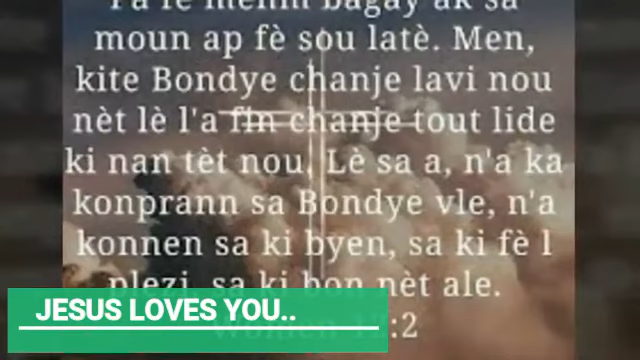 moun ap fè sou latè. Men,
kite Bondye chanje lavi nou
nèt lè l'a fin chanje tout lide
ki nan tèt nou. Lè sa a, n'a ka
konprann sa Bondye vle, n'a
konnen sa ki byen, sa ki fè l
plezi, sa ki bon nèt ale.
JESUS LOVES YOU..
:2